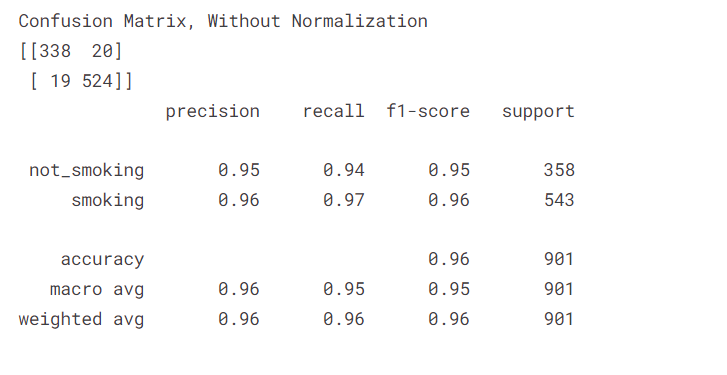 Confusion Matrix, Without Normalization
[[338  20]
 [ 19 524]]
              precision    recall  f1-score   support
 not_smoking       0.95      0.94      0.95       358
     smoking       0.96      0.97      0.96       543
    accuracy                           0.96       901
   macro avg       0.96      0.95      0.95       901
weighted avg       0.96      0.96      0.96       901